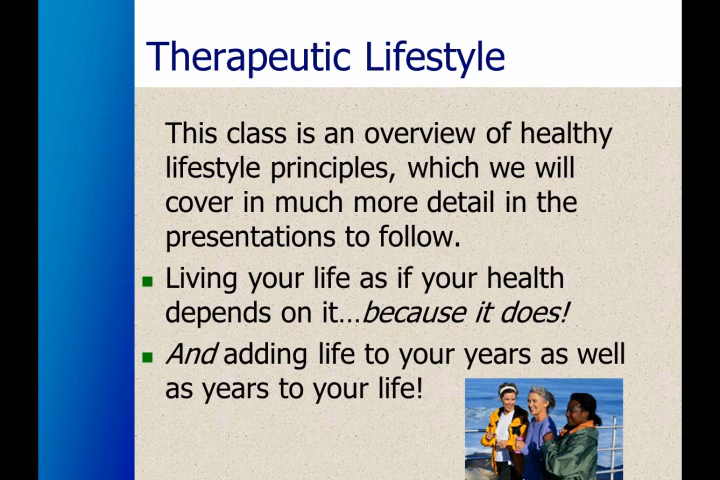 Therapeutic Lifestyle
This class is an overview of healthy
lifestyle principles, which we will
cover in much more detail in the
presentations to follow.
Living your life as if your health
depends on it…because it does!
And adding life to your years as well
as years to your life!